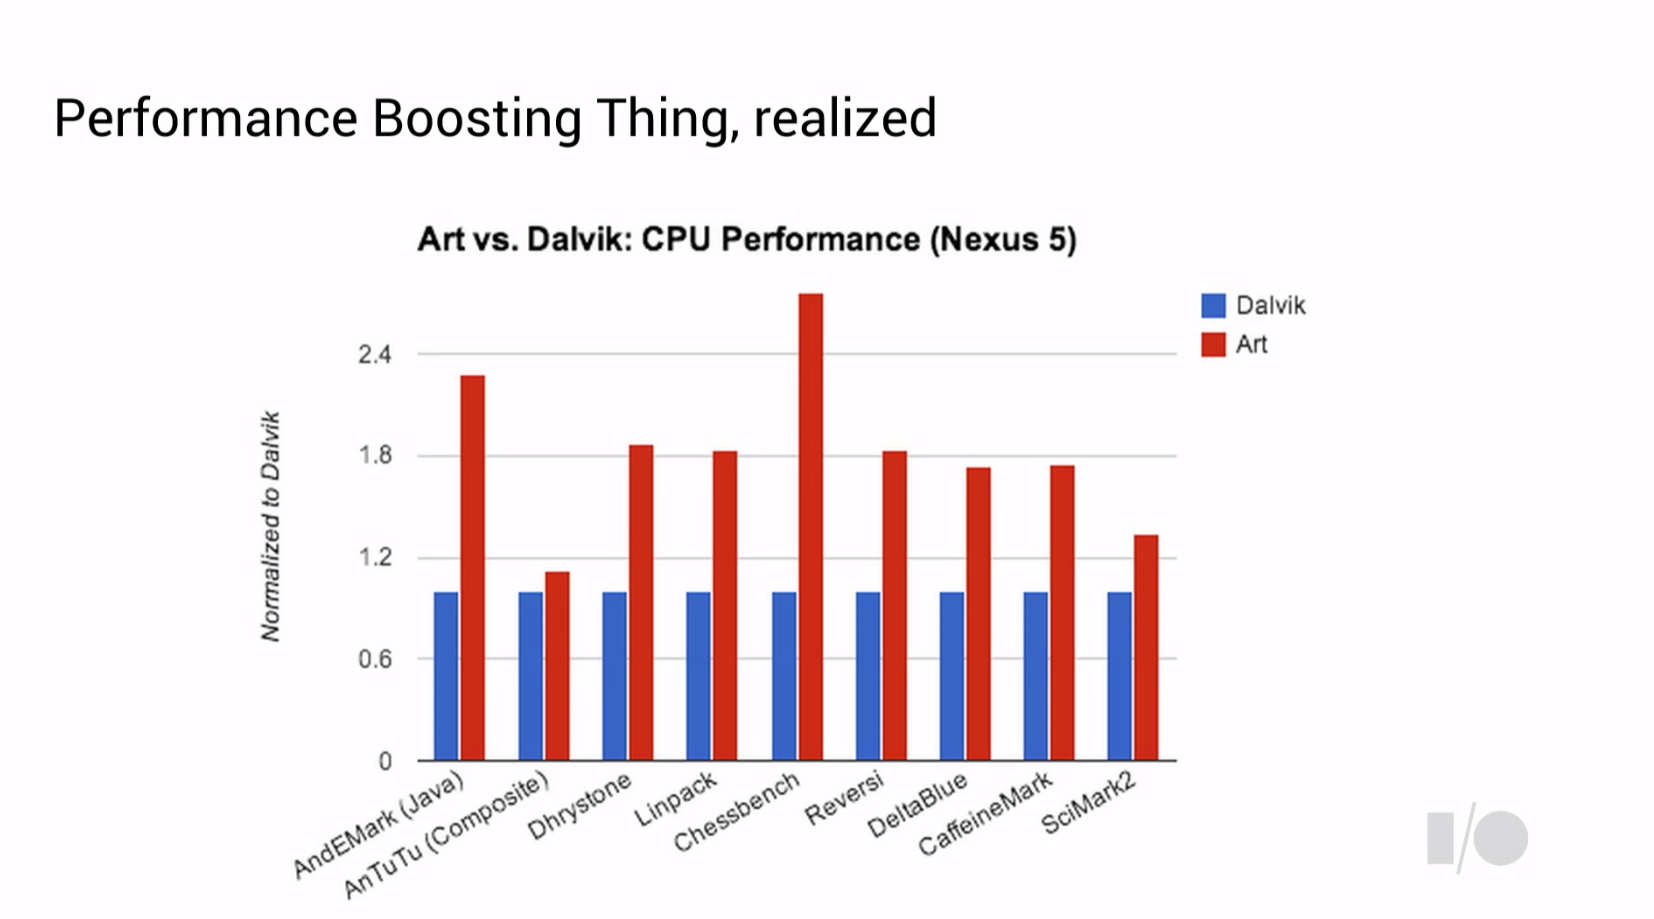 Performance Boosting Thing, realized
Art vs. Dalvik: CPU Performance (Nexus 5)
Dalvik
Art
Normalized to Dalvik
2.4
1.8
1.2
0.6
0
AndEMark (Java)
AnTuTu (Composite)
Dhrystone
Linpack
Chessbench
Reversi
DeltaBlue
CaffeineMark
SciMark2
I/O